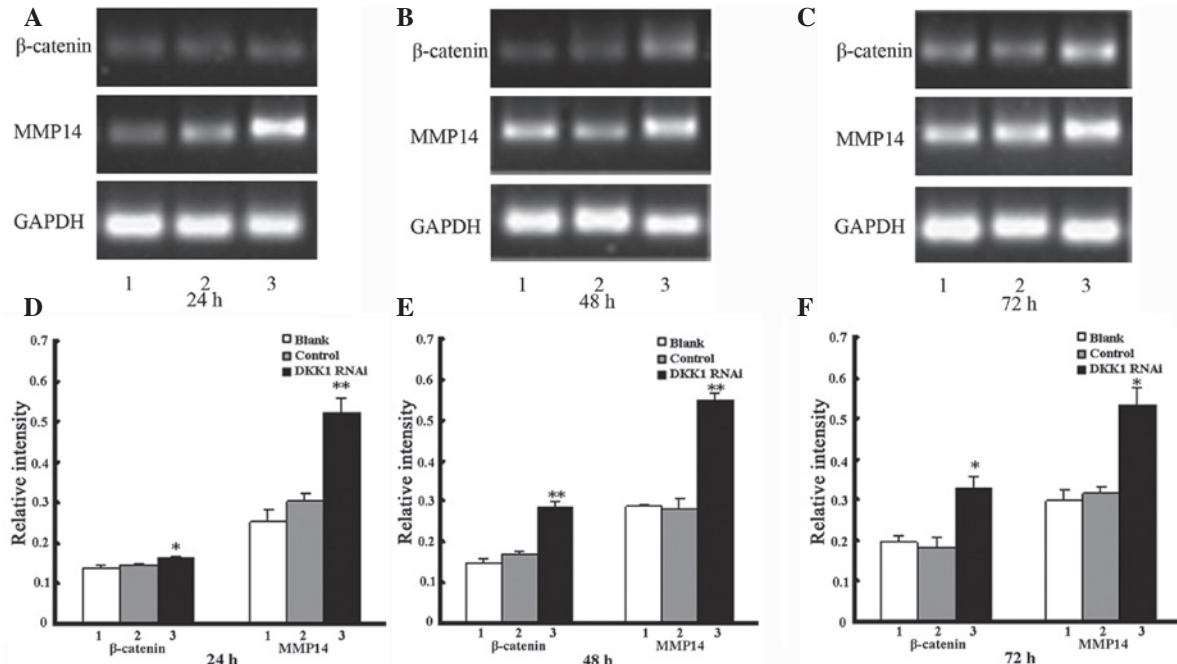 A
β-catenin
MMP14
GAPDH
1 2 3
24 h
B
β-catenin
MMP14
GAPDH
1 2 3
48 h
C
β-catenin
MMP14
GAPDH
1 2 3
72 h
D
Relative intensity
0.7
0.6
0.5
0.4
0.3
0.2
0.1
0
Blank
Control
DKK1 RNAi
*
**
1 2 3 1 2 3
β-catenin MMP14
24 h
E
Relative intensity
0.7
0.6
0.5
0.4
0.3
0.2
0.1
0
Blank
Control
DKK1 RNAi
**
**
1 2 3 1 2 3
β-catenin MMP14
48 h
F
Relative intensity
0.7
0.6
0.5
0.4
0.3
0.2
0.1
0
Blank
Control
DKK1 RNAi
*
*
1 2 3 1 2 3
β-catenin MMP14
72 h